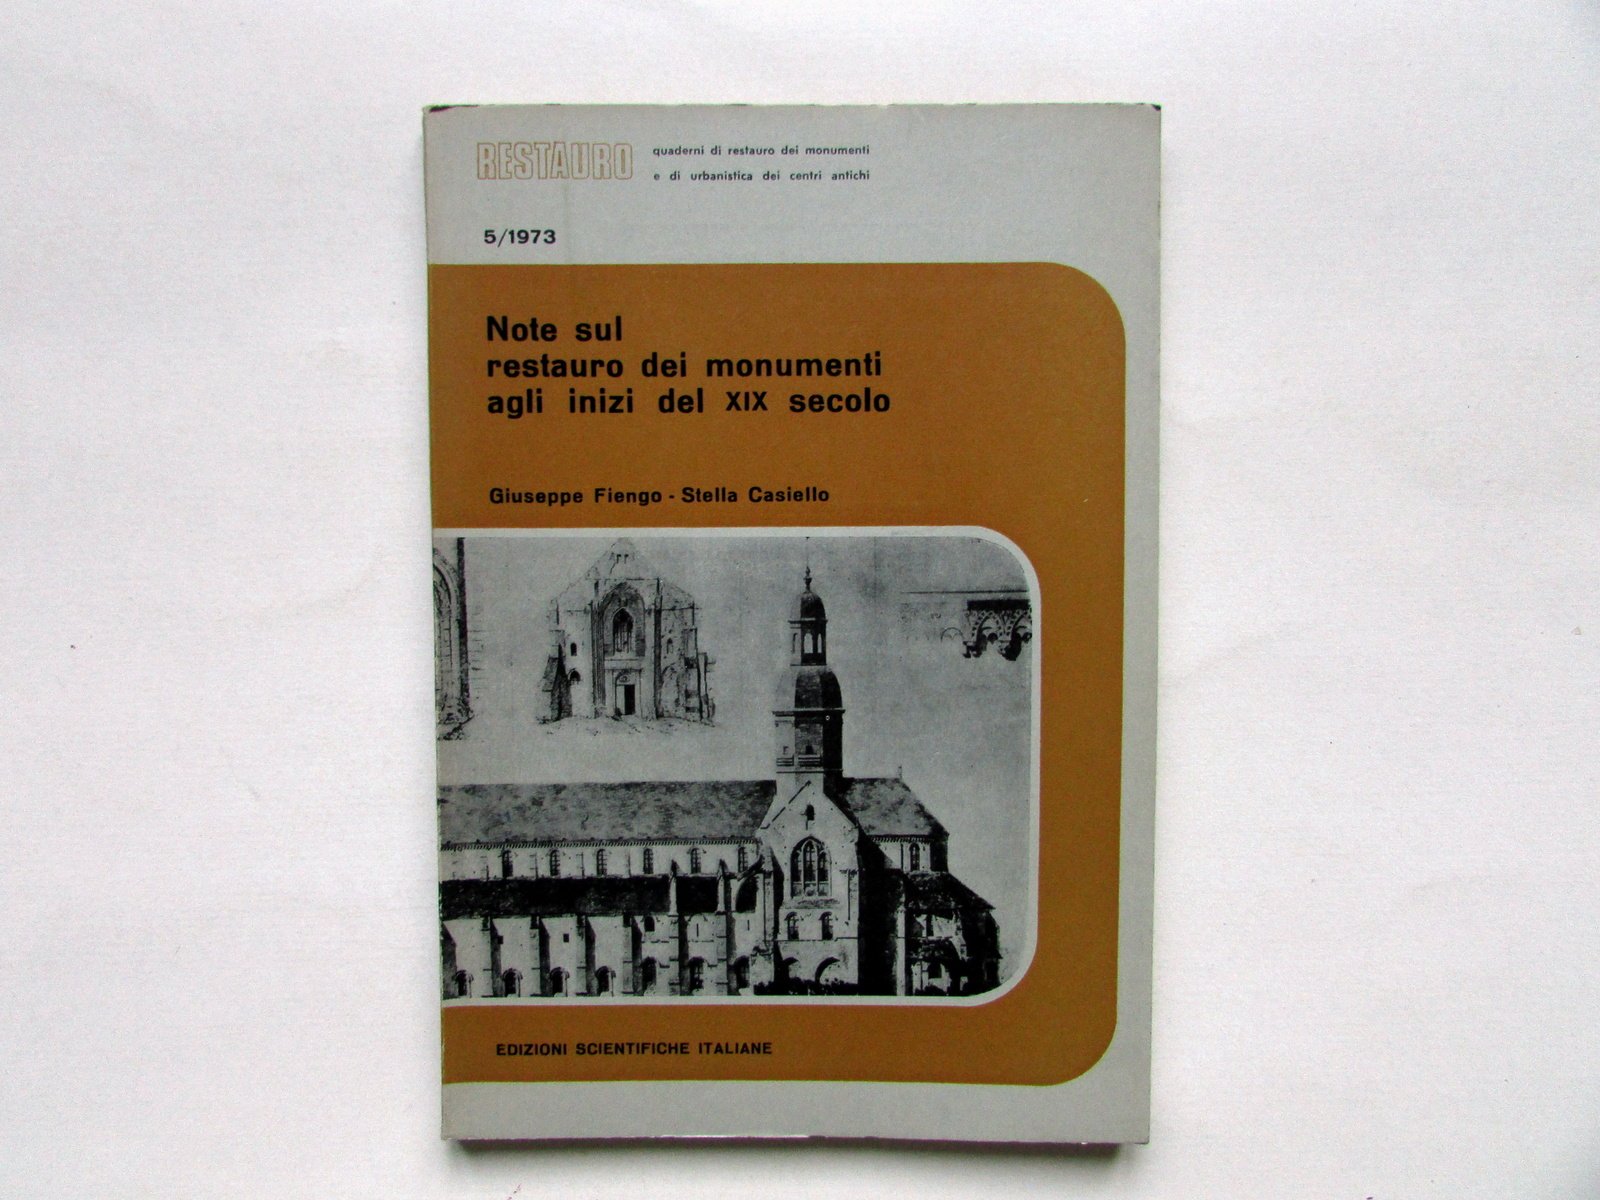 RESTAURO
quaderni di restauro dei monumenti
e di urbanistica dei centri antichi
5/1973
Note sul
restauro dei monumenti
agli inizi del XIX secolo
Giuseppe Fiengo - Stella Casiello
EDIZIONI SCIENTIFICHE ITALIANE